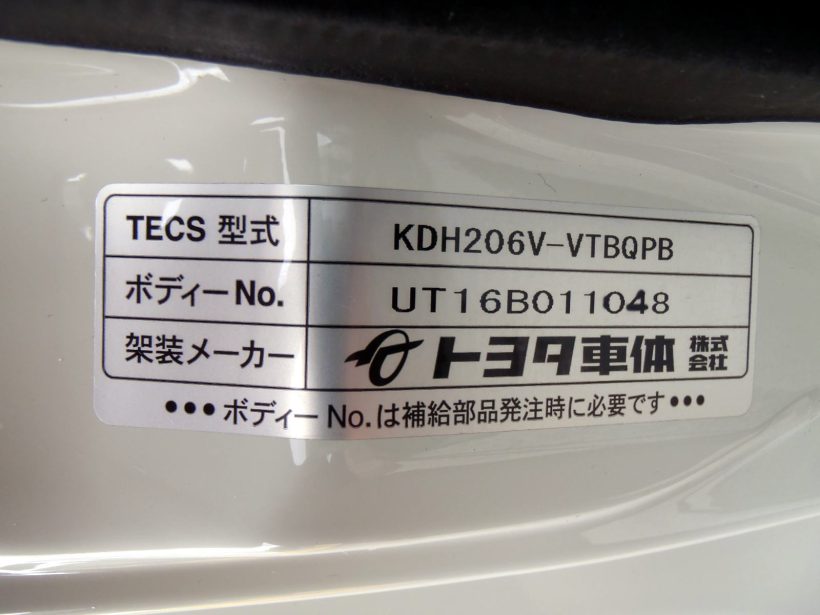 TECS 型式 KDH206V-VTBQPB
ボディーNo. UT16B011048
架装メーカー トヨタ車体 株式会社
•••ボディーNo.は補給部品発注時に必要です•••